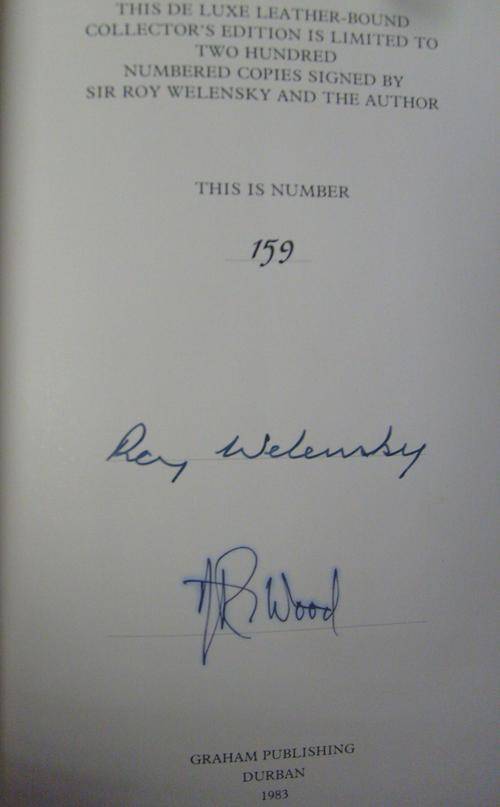 THIS DE LUXE LEATHER-BOUND
COLLECTOR'S EDITION IS LIMITED TO
TWO HUNDRED
NUMBERED COPIES SIGNED BY
SIR ROY WELENSKY AND THE AUTHOR
THIS IS NUMBER
159
Roy Welensky
JR Wood
GRAHAM PUBLISHING
DURBAN
1983